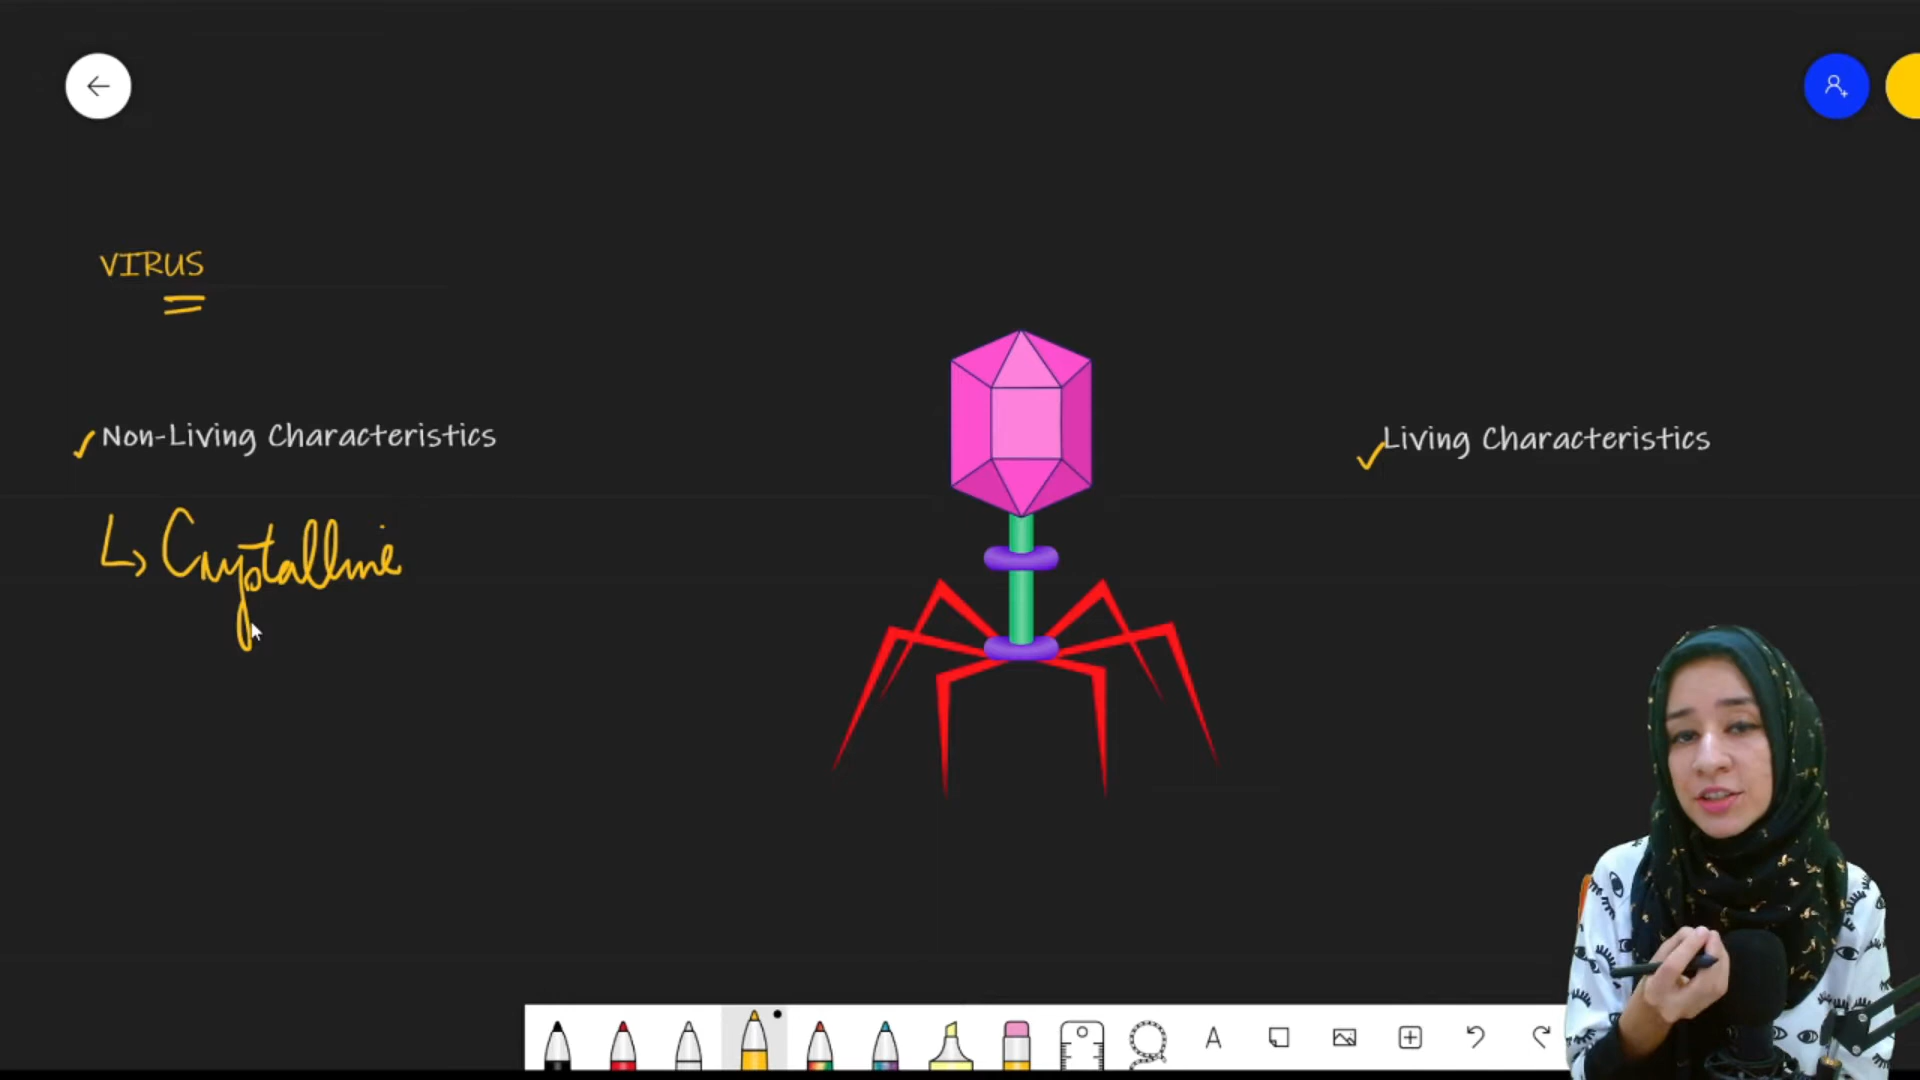 VIRUS
Non-Living Characteristics
Living Characteristics
↳ Crystalline